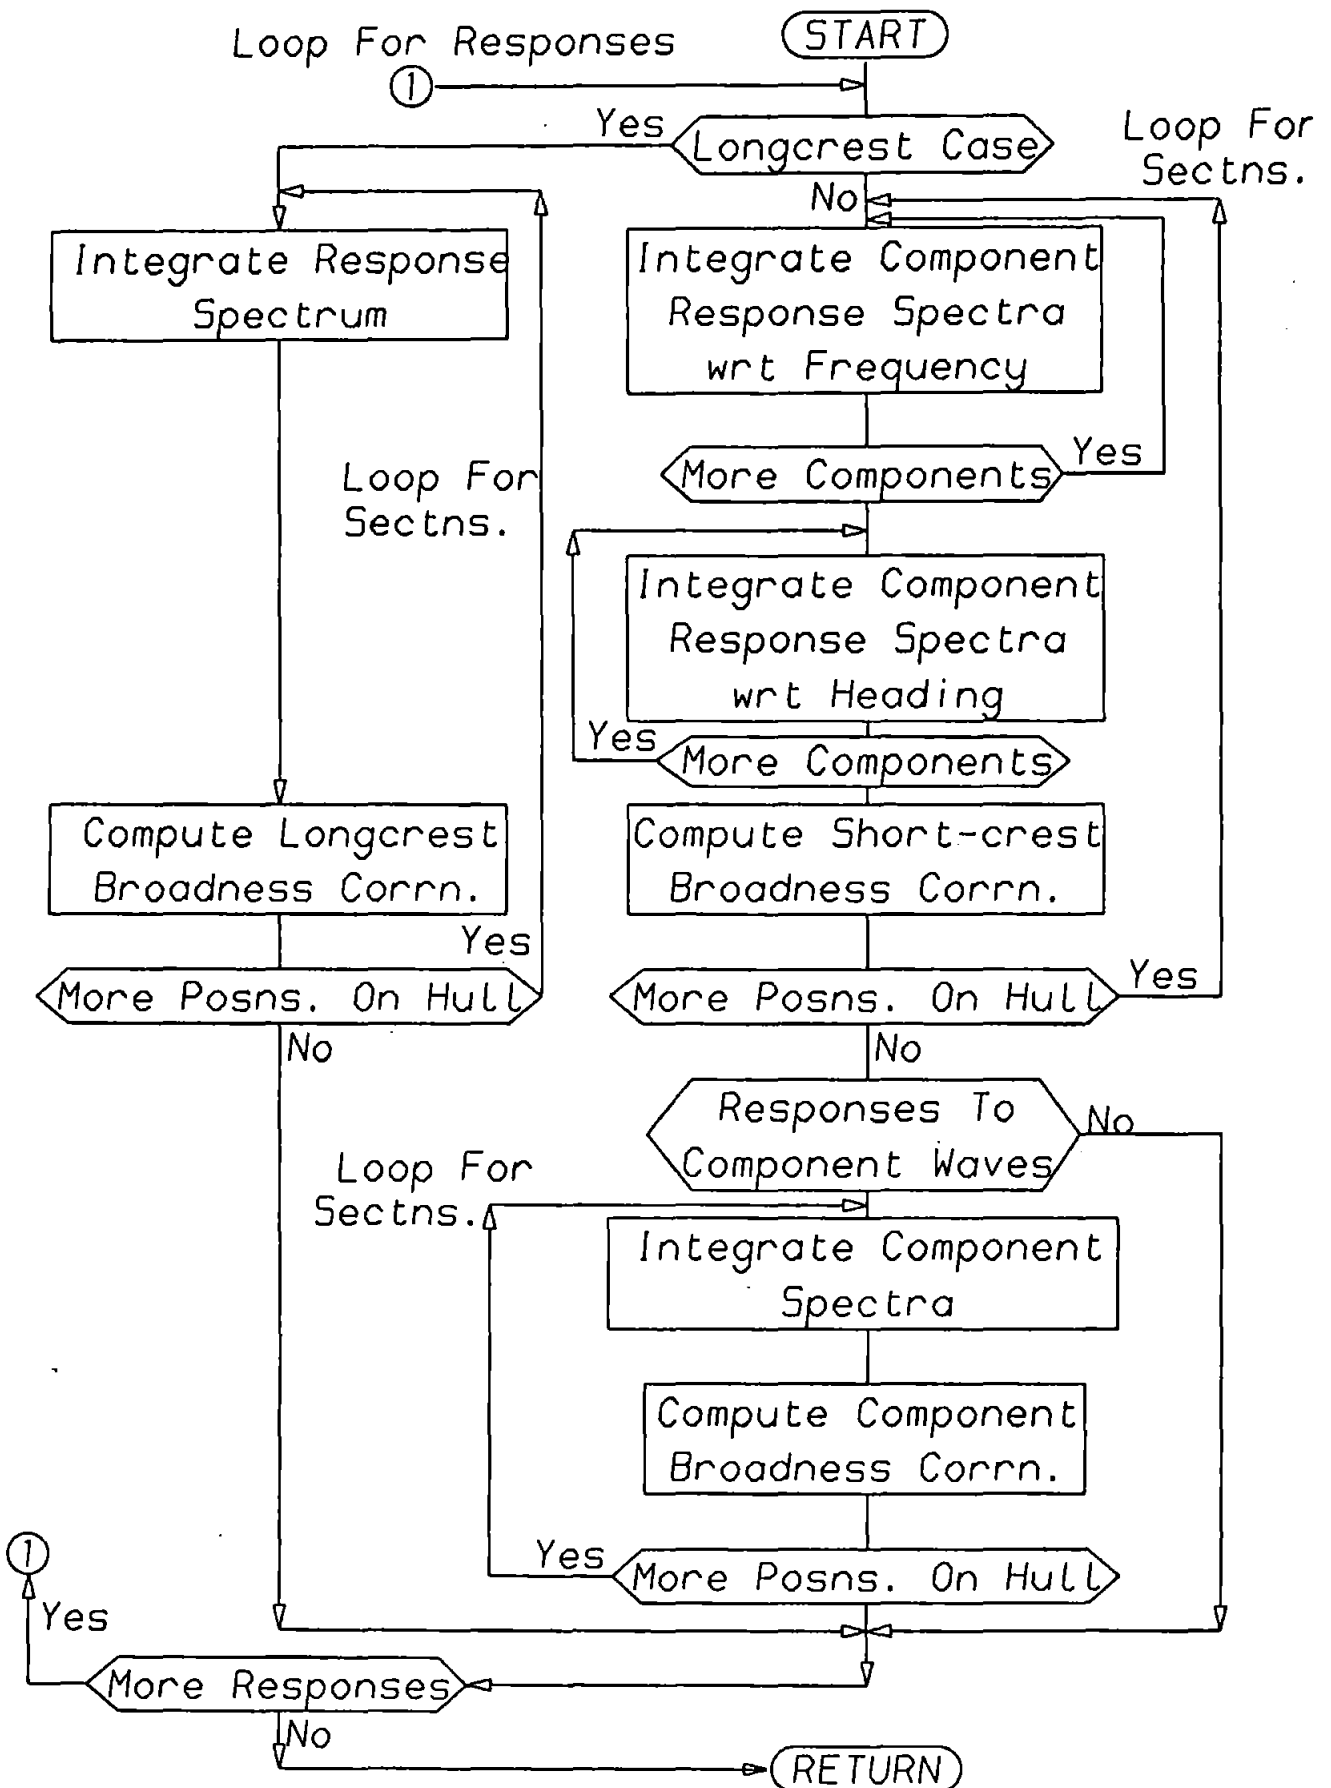 START
Loop For Responses
1
Yes
Longcrest Case
Loop For
Sectns.
No
Integrate Response
Spectrum
Integrate Component
Response Spectra
wrt Frequency
More Components
Yes
Loop For
Sectns.
Integrate Component
Response Spectra
wrt Heading
Yes
More Components
Compute Longcrest
Broadness Corrn.
Compute Short-crest
Broadness Corrn.
Yes
More Posns. On Hull
More Posns. On Hull
Yes
No
No
Responses To
Component Waves
No
Loop For
Sectns.
Integrate Component
Spectra
Compute Component
Broadness Corrn.
1
Yes
More Posns. On Hull
Yes
More Responses
No
RETURN